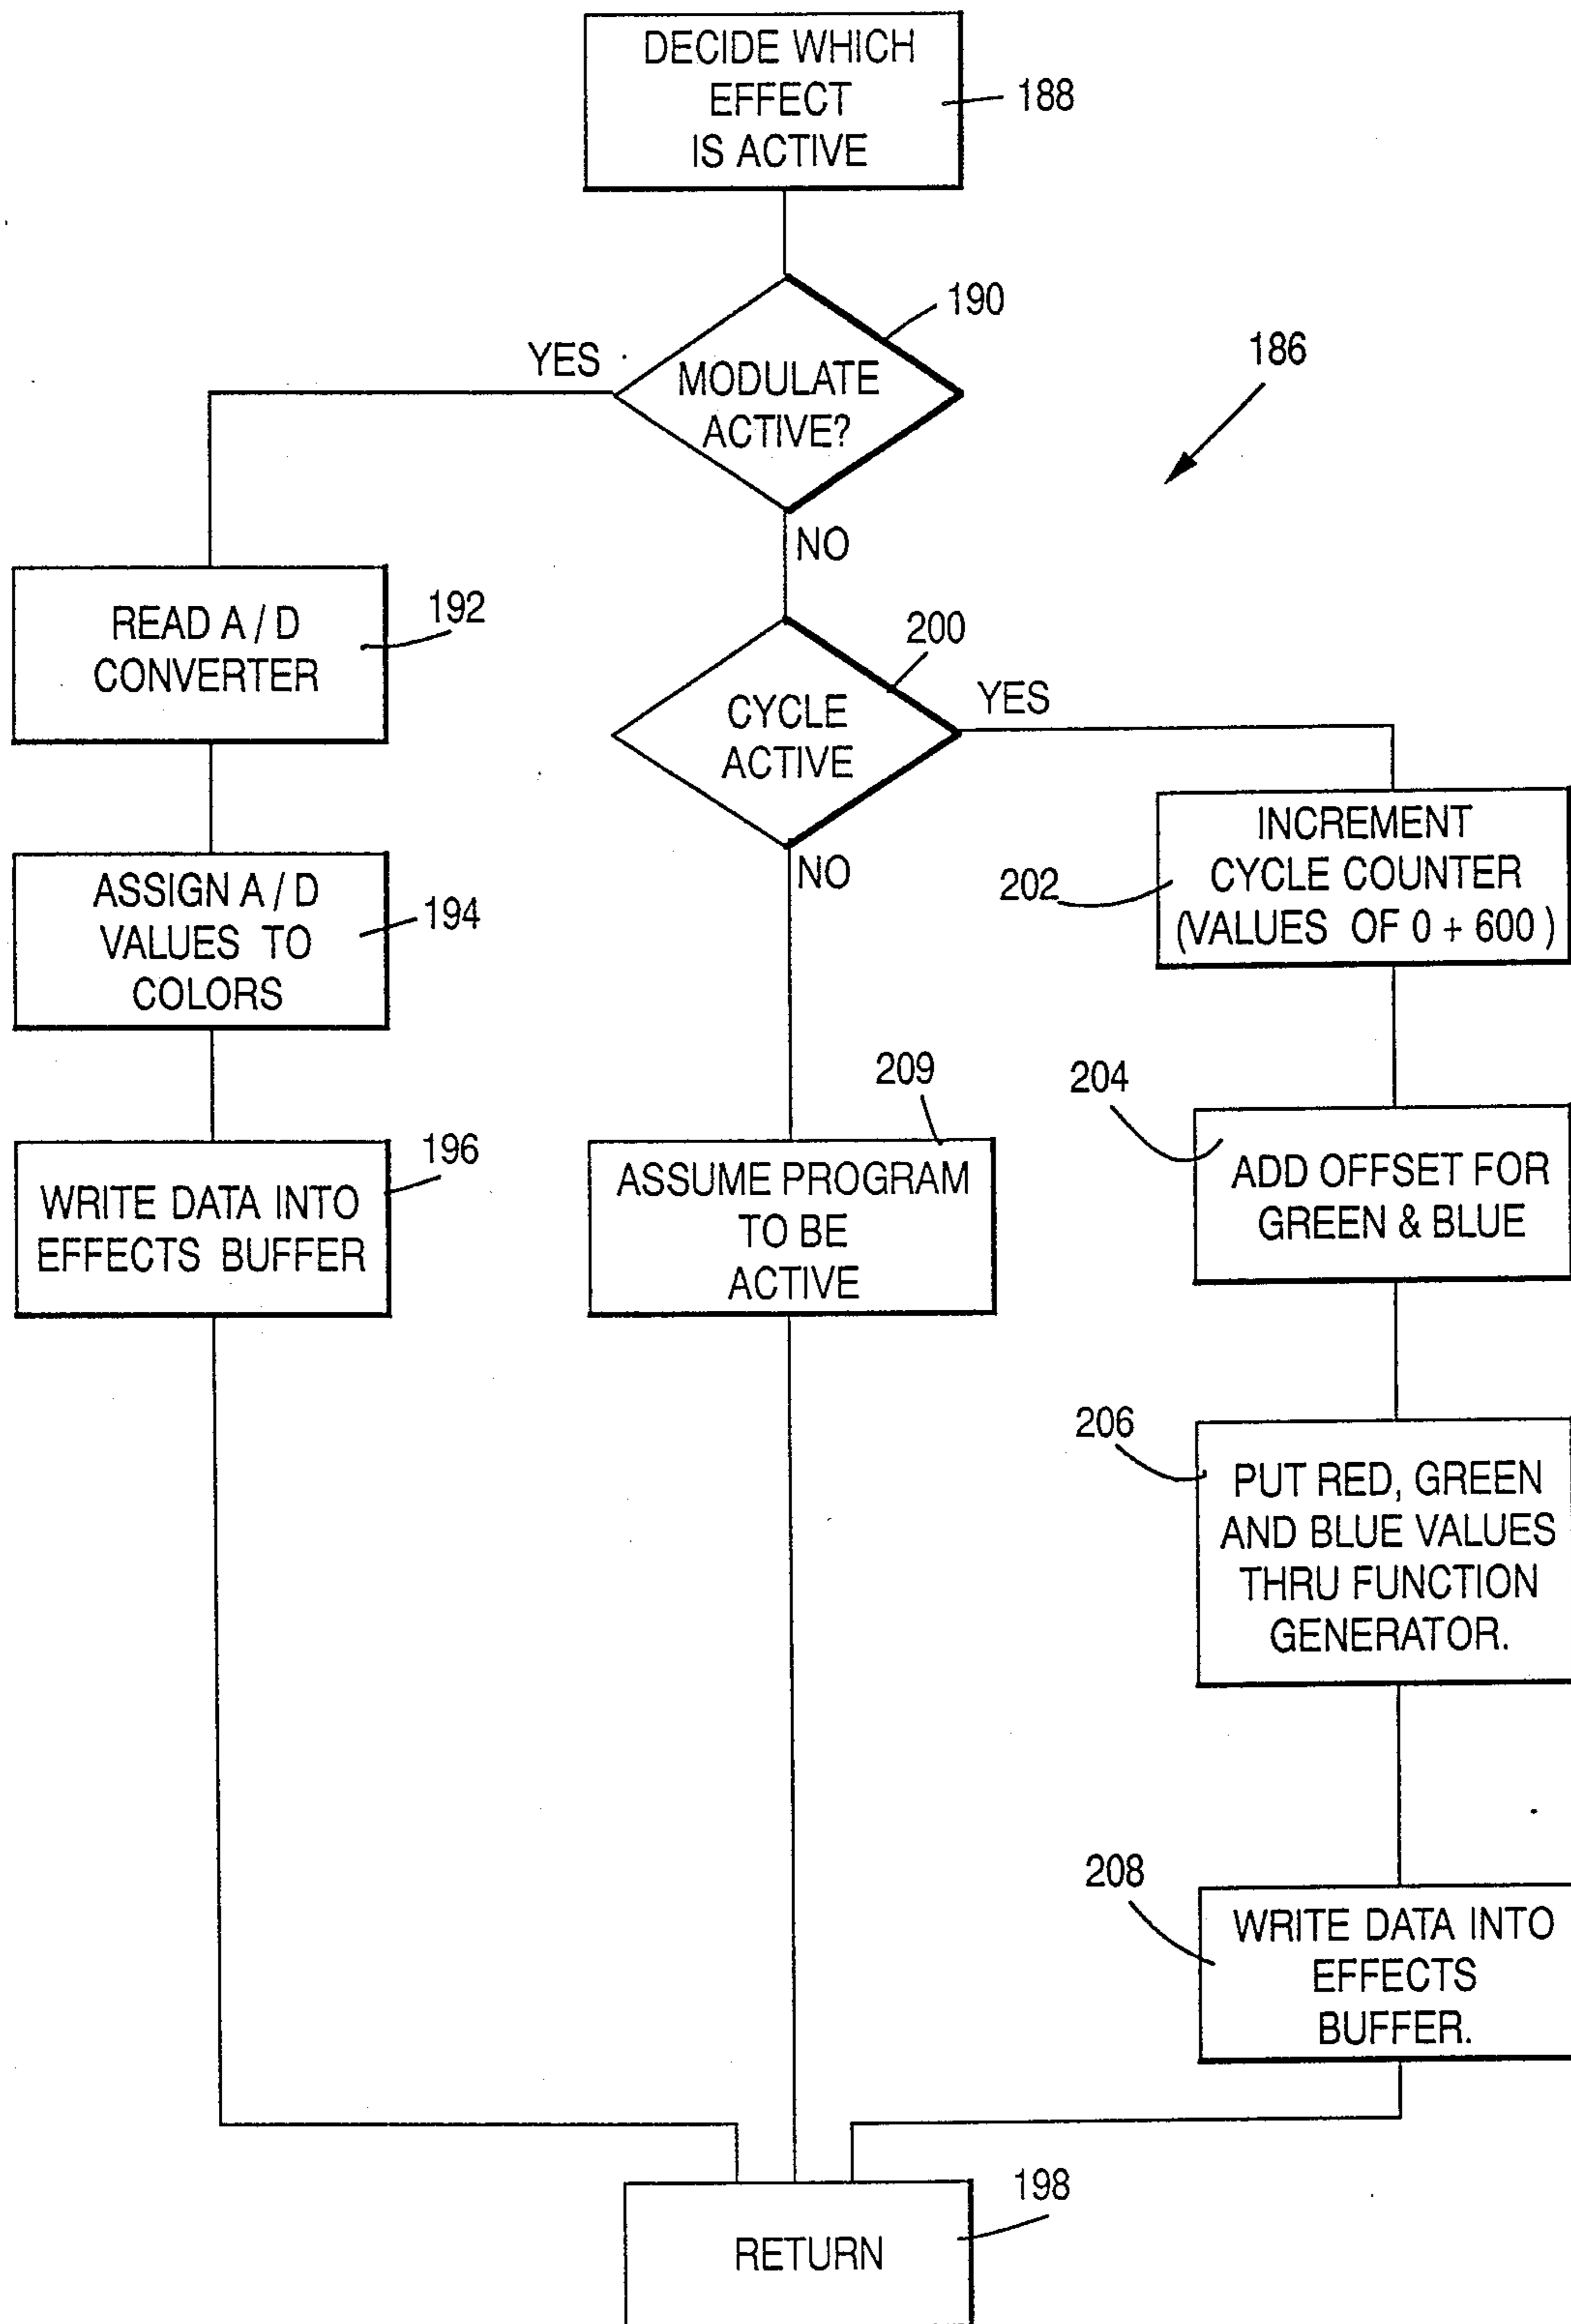 DECIDE WHICH
EFFECT
IS ACTIVE
188
190
YES
MODULATE
ACTIVE?
186
NO
READ A / D
CONVERTER
192
200
CYCLE
ACTIVE
YES
NO
INCREMENT
CYCLE COUNTER
(VALUES OF 0 + 600 )
202
ASSIGN A / D
VALUES TO
COLORS
194
209
204
WRITE DATA INTO
EFFECTS BUFFER
196
ASSUME PROGRAM
TO BE
ACTIVE
ADD OFFSET FOR
GREEN & BLUE
206
PUT RED, GREEN
AND BLUE VALUES
THRU FUNCTION
GENERATOR.
208
WRITE DATA INTO
EFFECTS
BUFFER.
198
RETURN